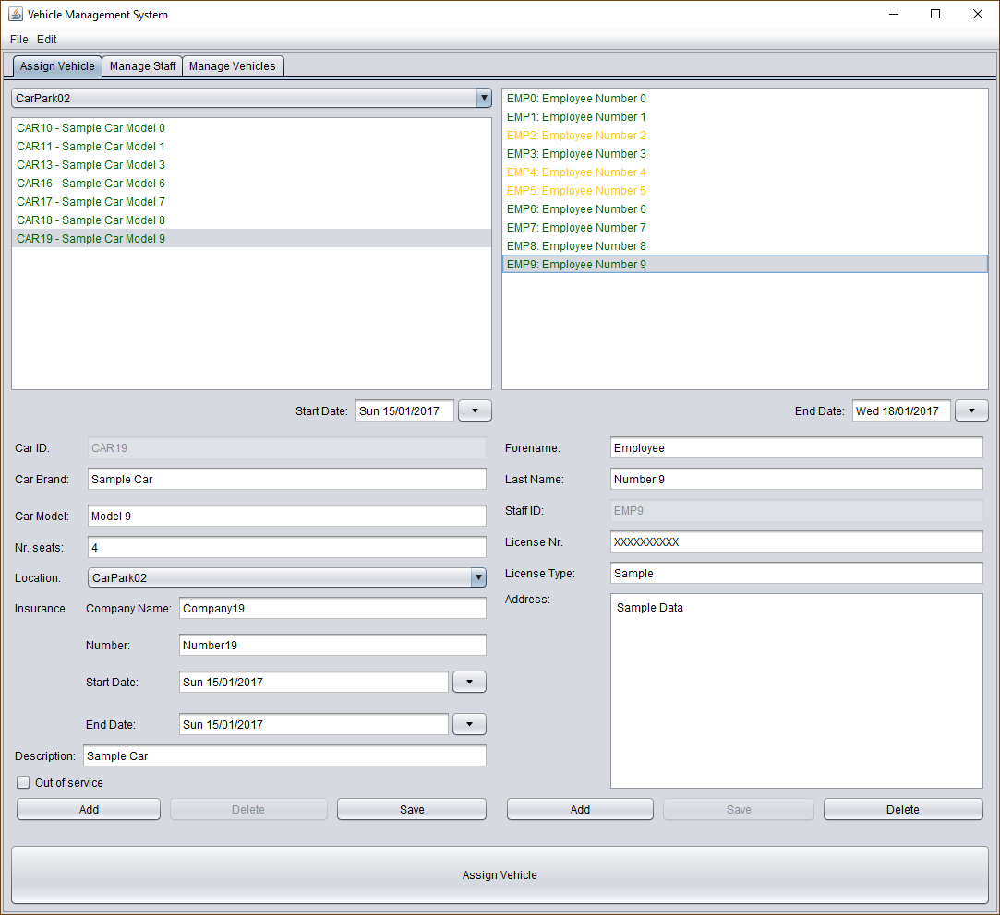 Vehicle Management System
File Edit
Assign Vehicle Manage Staff Manage Vehicles
CarPark02
CAR10 - Sample Car Model 0
CAR11 - Sample Car Model 1
CAR13 - Sample Car Model 3
CAR16 - Sample Car Model 6
CAR17 - Sample Car Model 7
CAR18 - Sample Car Model 8
CAR19 - Sample Car Model 9
EMP0: Employee Number 0
EMP1: Employee Number 1
EMP2: Employee Number 2
EMP3: Employee Number 3
EMP4: Employee Number 4
EMP5: Employee Number 5
EMP6: Employee Number 6
EMP7: Employee Number 7
EMP8: Employee Number 8
EMP9: Employee Number 9
Start Date: Sun 15/01/2017
End Date: Wed 18/01/2017
Car ID: CAR19
Car Brand: Sample Car
Car Model: Model 9
Nr. seats: 4
Location: CarPark02
Insurance Company Name: Company19
Number: Number19
Start Date: Sun 15/01/2017
End Date: Sun 15/01/2017
Description: Sample Car
Out of service
Add Delete Save
Forename: Employee
Last Name: Number 9
Staff ID: EMP9
License Nr. XXXXXXXXXX
License Type: Sample
Address: Sample Data
Add Save Delete
Assign Vehicle